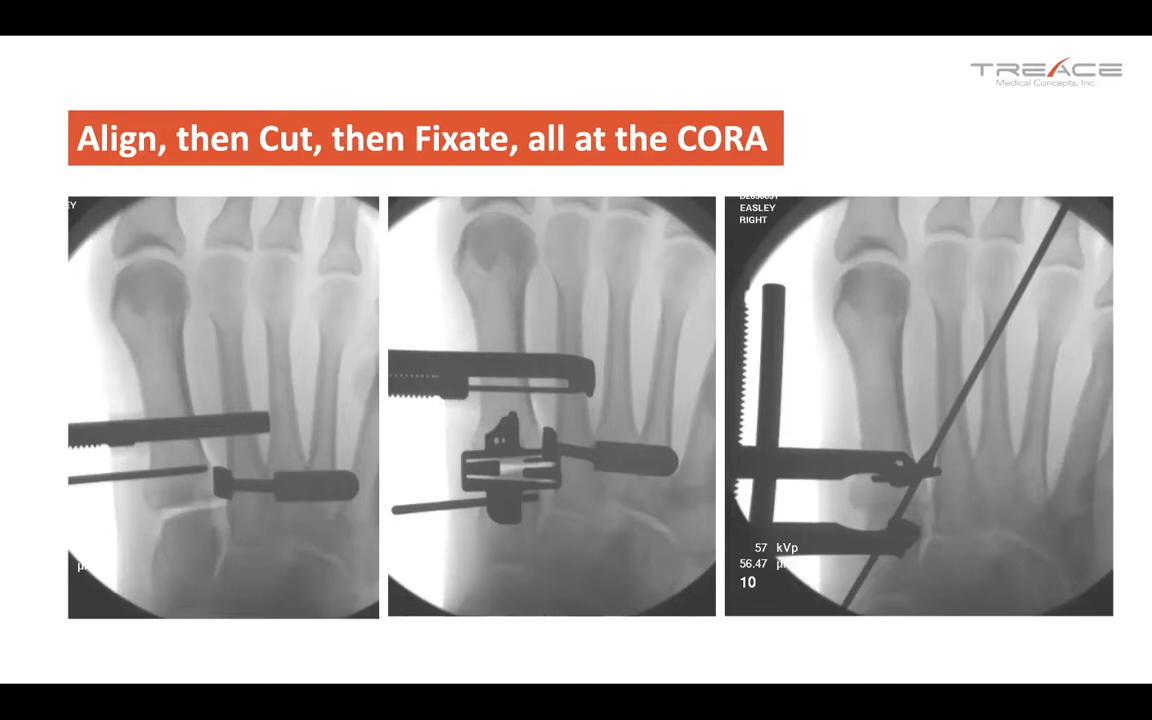 TREACE
Medical Concepts, Inc.
Align, then Cut, then Fixate, all at the CORA
EY
EASLEY
RIGHT
57 kVp
56.47
10